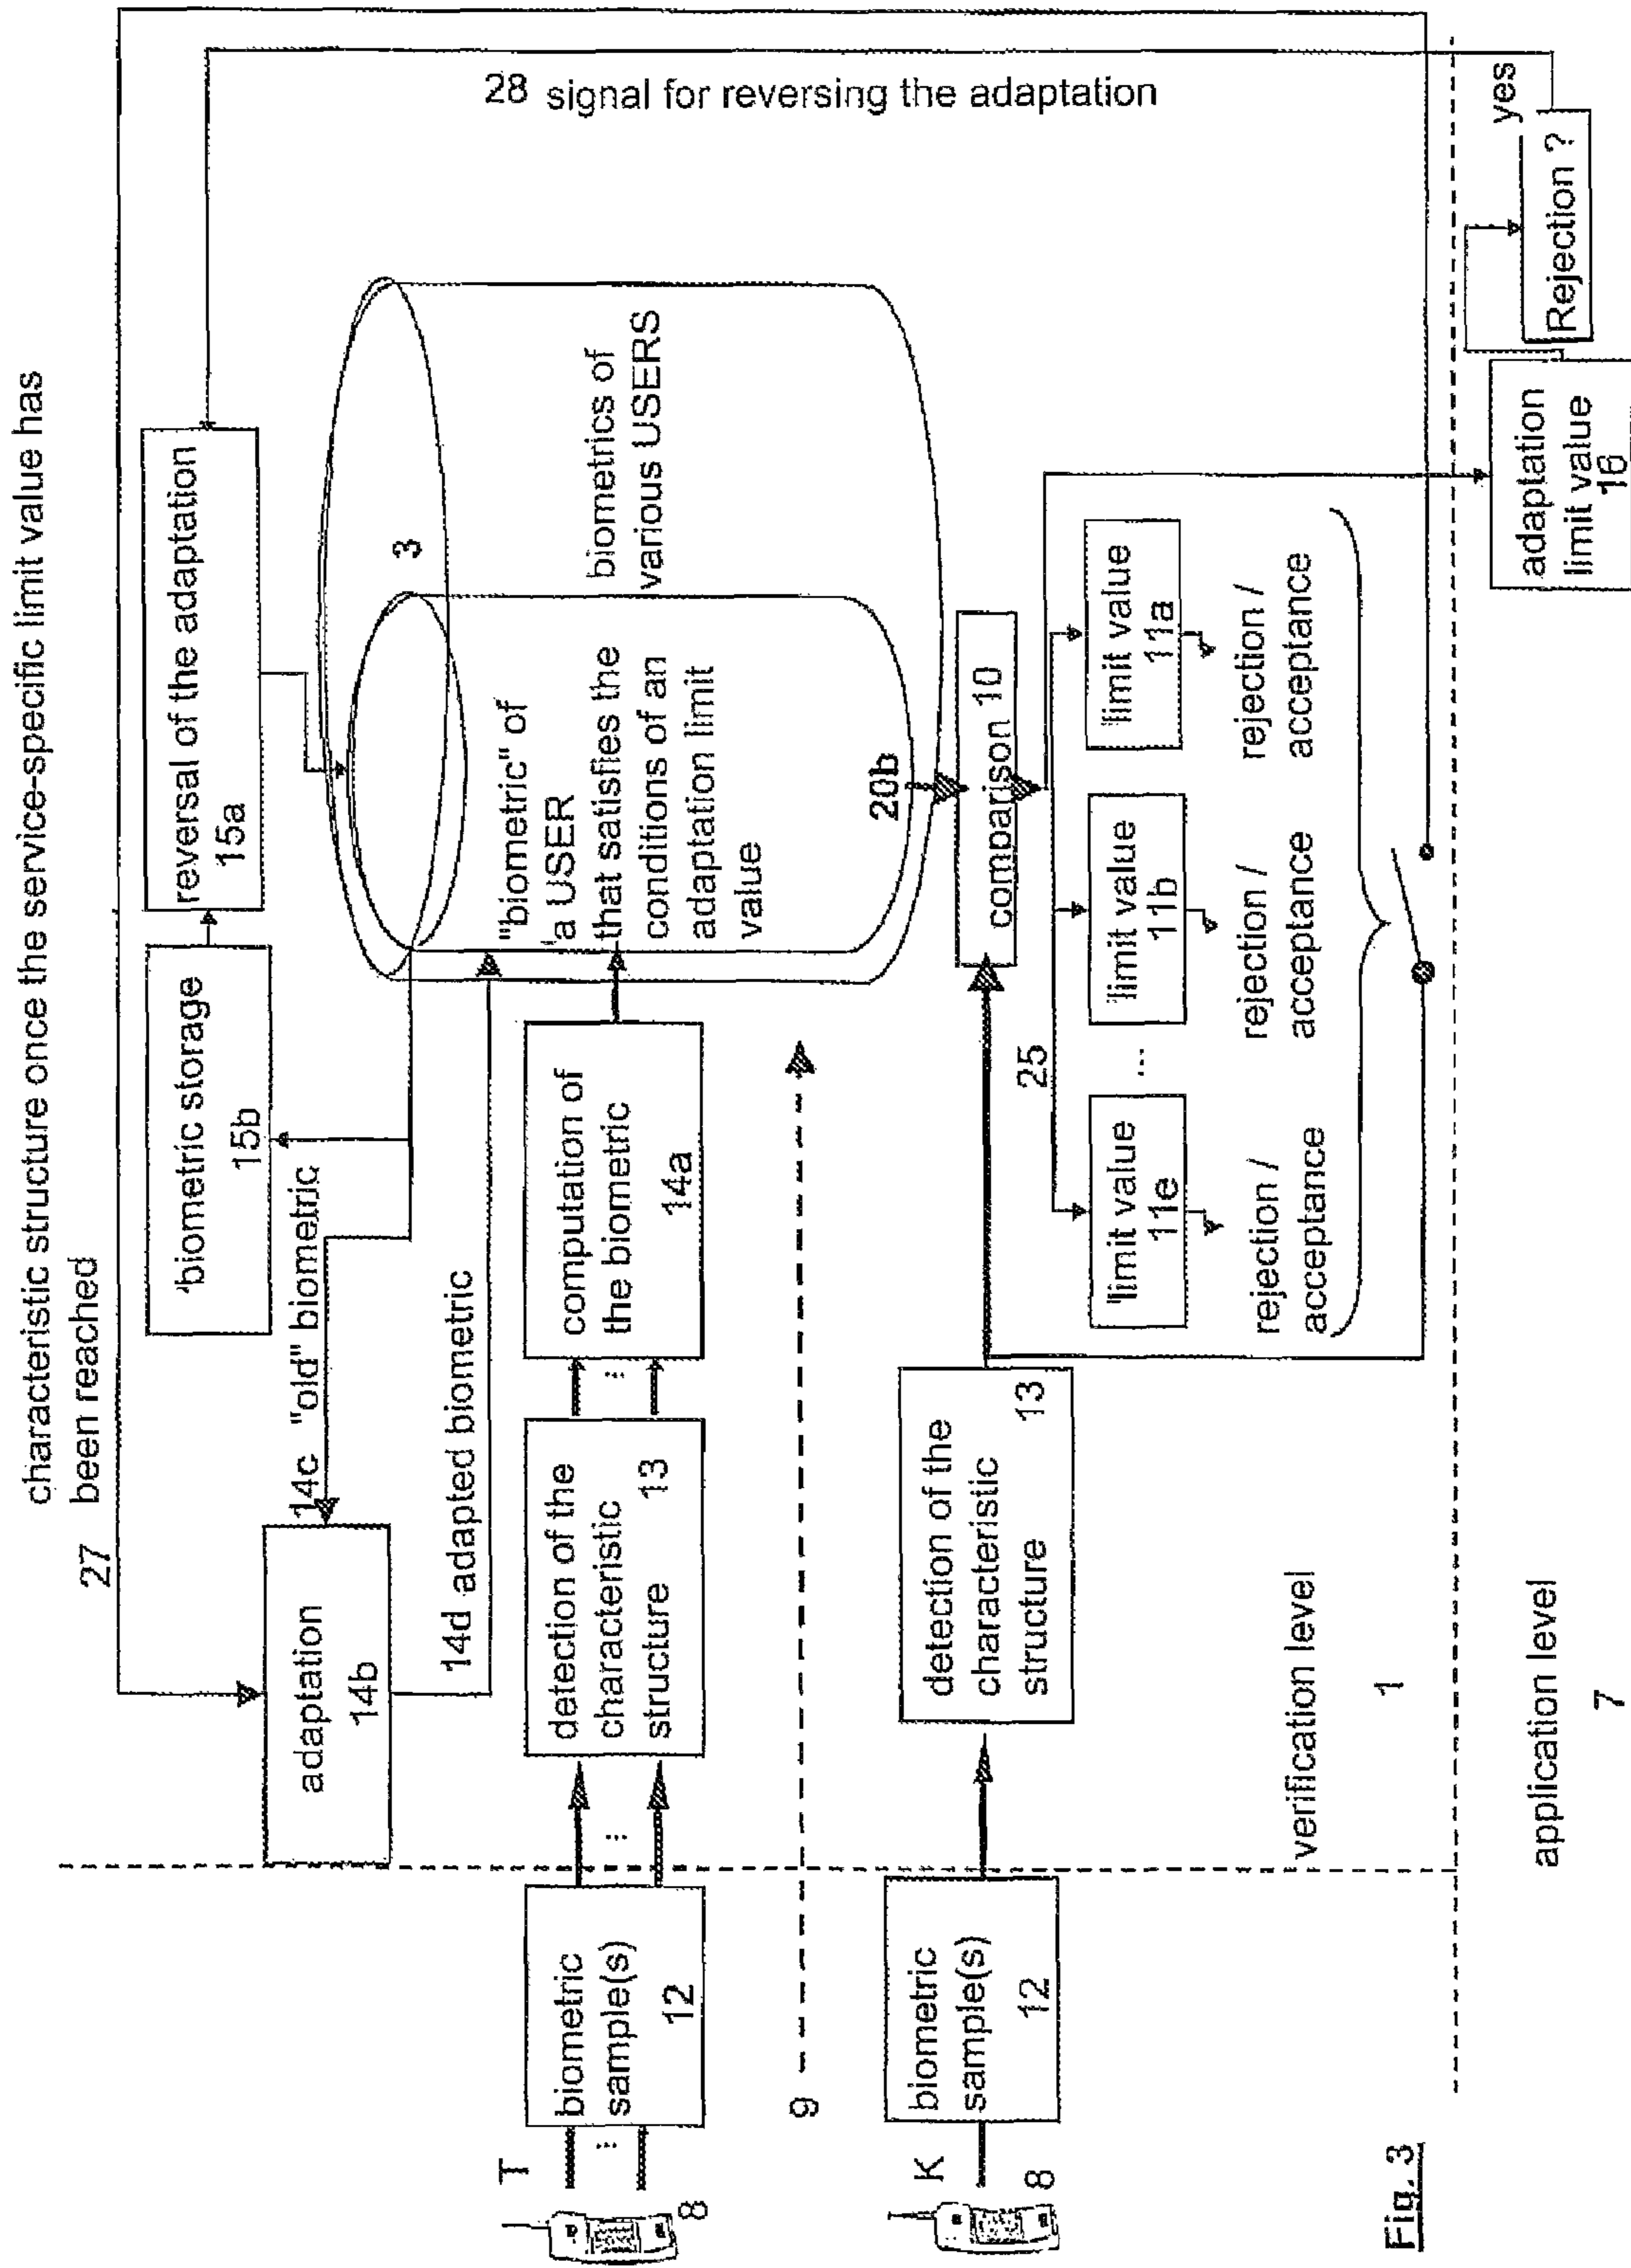 characteristic structure once the service-specific limit value has
27 been reached
28 signal for reversing the adaptation
adaptation
14b
14c "old" biometric
biometric storage
15b
reversal of the adaptation
15a
14d adapted biometric
3
T
8
biometric
sample(s)
12
...
detection of the
characteristic
structure 13
...
computation of
the biometric
14a
"biometric" of
a USER
that satisfies the
conditions of an
adaptation limit
value
biometrics of
various USERS
20b
9
K
8
biometric
sample(s)
12
detection of the
characteristic
structure 13
comparison 10
25
limit value
11e
...
limit value
11b
limit value
11a
rejection /
acceptance
rejection /
acceptance
rejection /
acceptance
verification level
1
application level
7
adaptation
limit value
16
Rejection ?
yes
Fig. 3